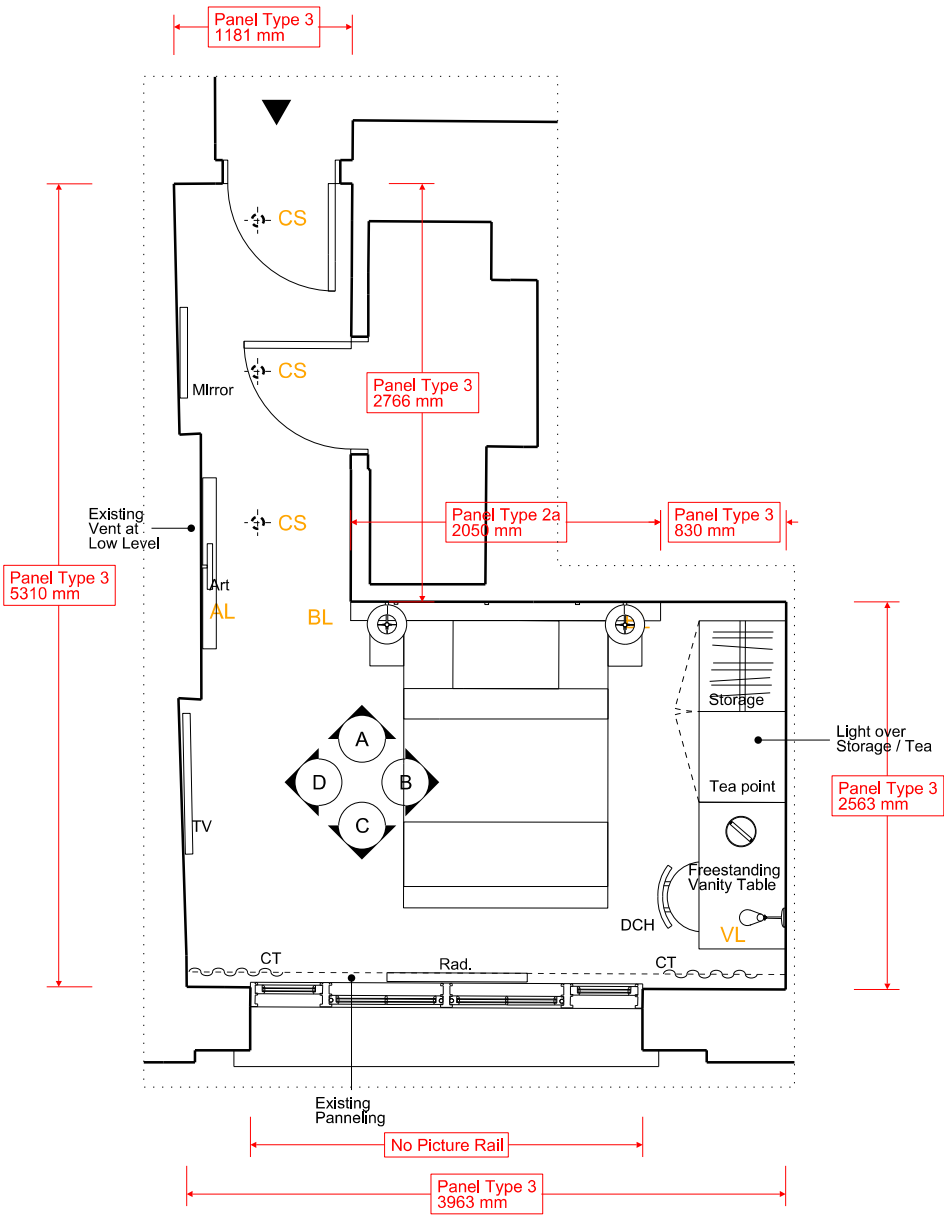 Panel Type 3
1181 mm
CS
CS
MIrror
Panel Type 3
2766 mm
Existing
Vent at
Low Level
CS
Panel Type 2a
2050 mm
Panel Type 3
830 mm
Panel Type 3
5310 mm
Art
AL
BL
Storage
Light over
Storage / Tea
A
D
B
C
Tea point
Panel Type 3
2563 mm
TV
Freestanding
Vanity Table
DCH
VL
CT
Rad.
CT
Existing
Panneling
No Picture Rail
Panel Type 3
3963 mm